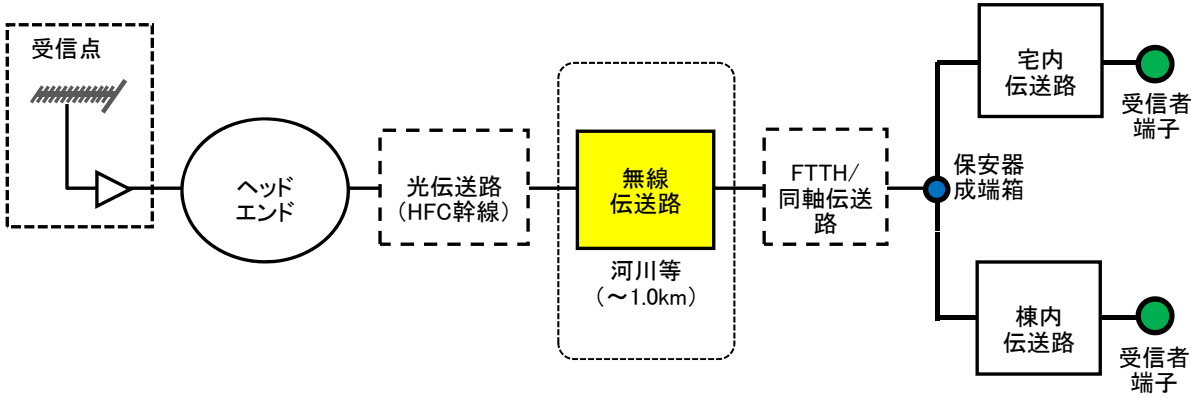 受信点
ヘッド
エンド
光伝送路
(HFC幹線)
無線
伝送路
河川等
(～1.0km)
FTTH/
同軸伝送
路
保安器
成端箱
宅内
伝送路
受信者
端子
棟内
伝送路
受信者
端子